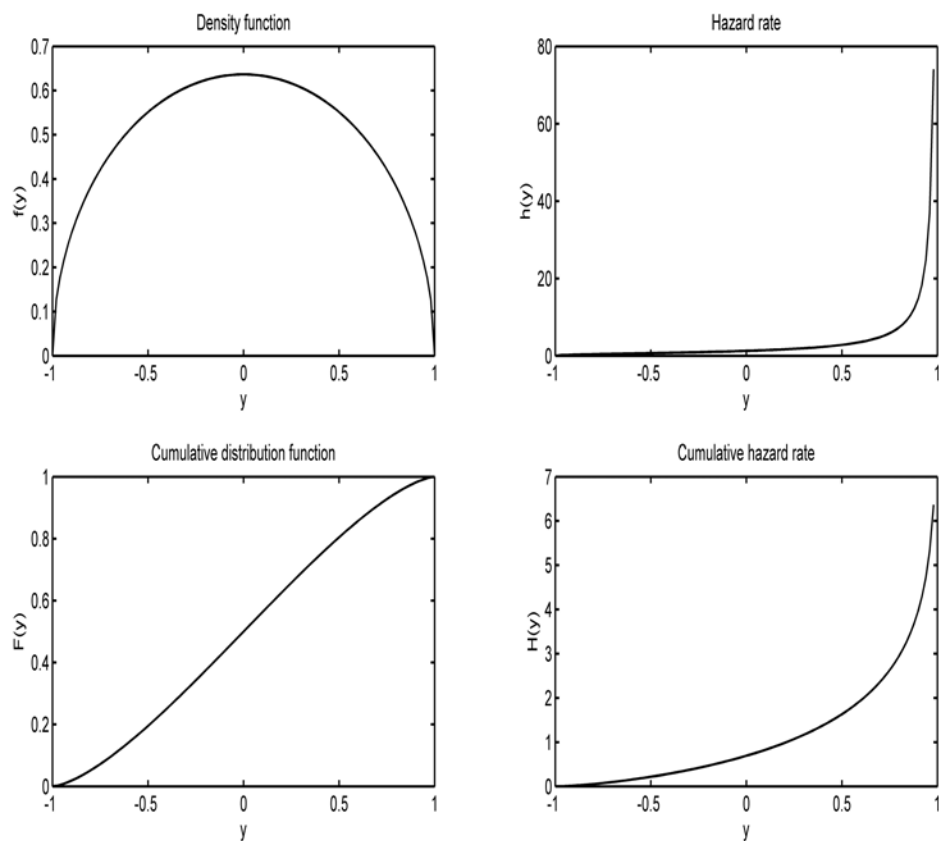 Density function
0.7
0.6
0.5
0.4
0.3
0.2
0.1
0
f(y)
-1 -0.5 0 0.5 1
y
Hazard rate
80
60
40
20
0
h(y)
-1 -0.5 0 0.5 1
y
Cumulative distribution function
1
0.8
0.6
0.4
0.2
0
F(y)
-1 -0.5 0 0.5 1
y
Cumulative hazard rate
7
6
5
4
3
2
1
0
H(y)
-1 -0.5 0 0.5 1
y